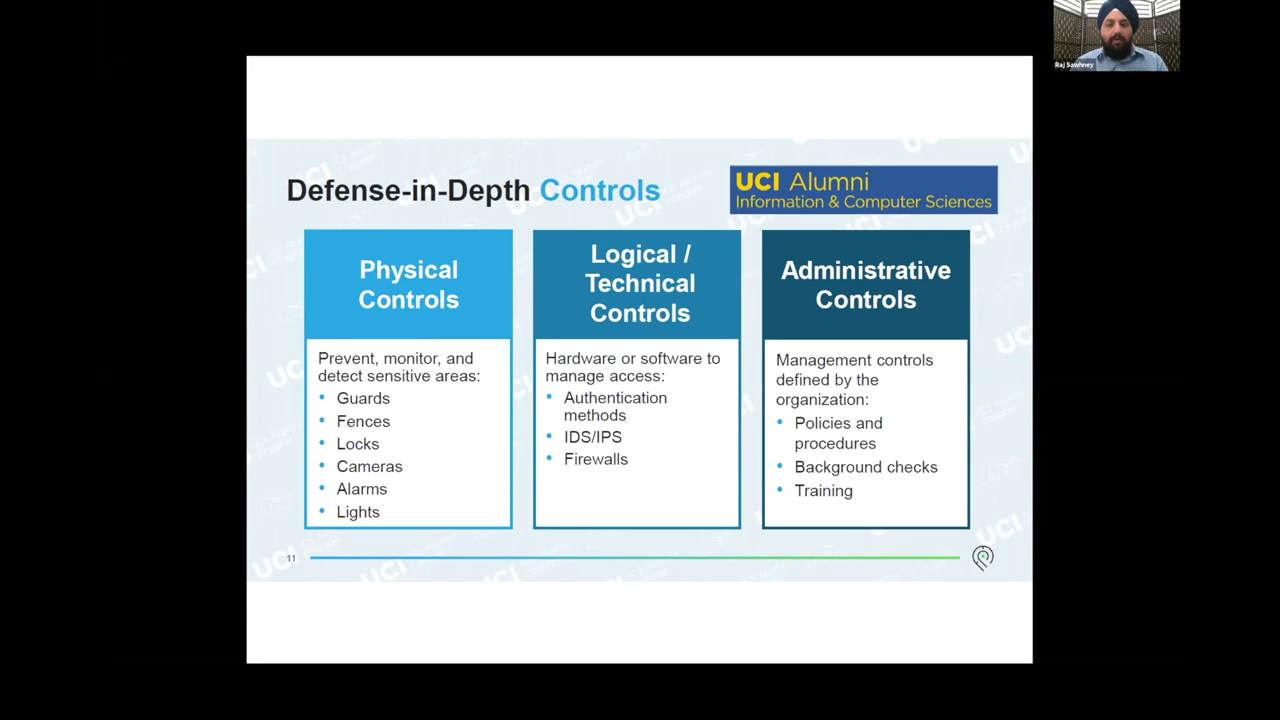 Raj Sawhney
Defense-in-Depth Controls
UCI Alumni
Information & Computer Sciences
Physical
Controls
Prevent, monitor, and
detect sensitive areas:
• Guards
• Fences
• Locks
• Cameras
• Alarms
• Lights
Logical /
Technical
Controls
Hardware or software to
manage access:
• Authentication
methods
• IDS/IPS
• Firewalls
Administrative
Controls
Management controls
defined by the
organization:
• Policies and
procedures
• Background checks
• Training
11